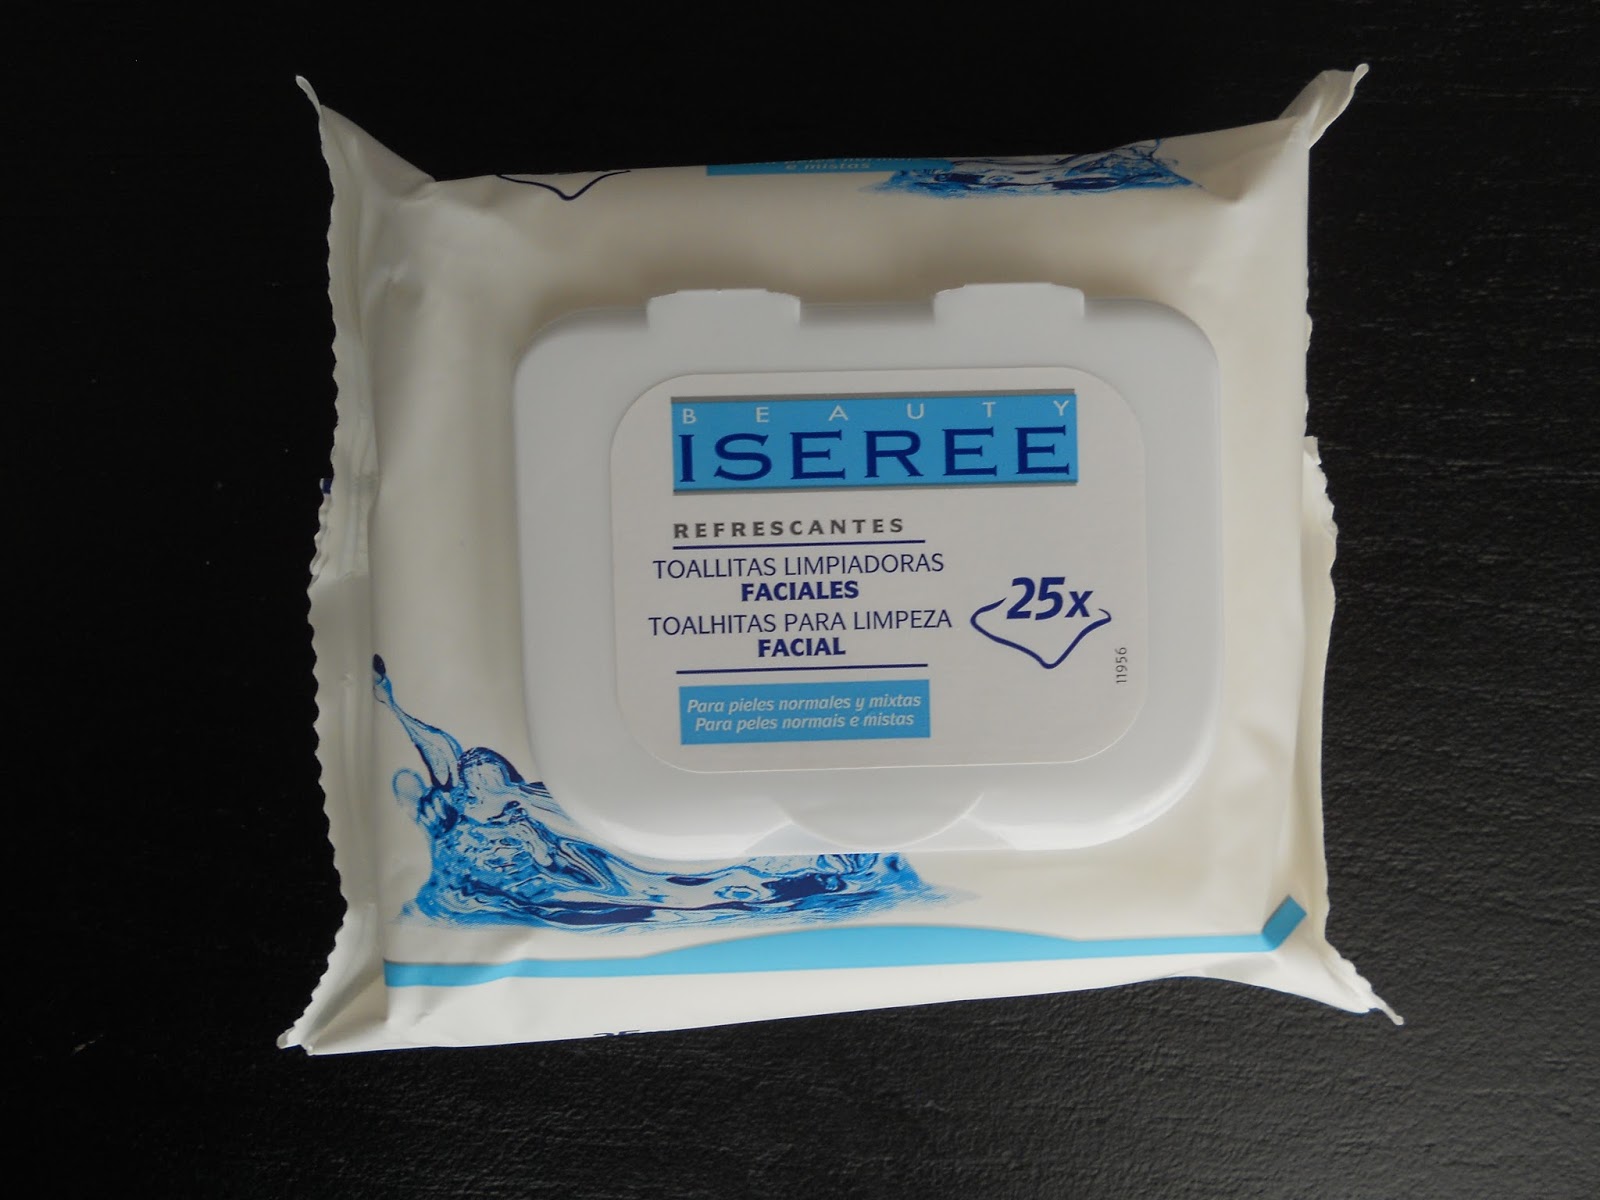 e mistas
BEAUTY
ISEREE
REFRESCANTES
TOALLITAS LIMPIADORAS
FACIALES
TOALHITAS PARA LIMPEZA
FACIAL
25x
11956
Para pieles normales y mixtas
Para peles normais e mistas